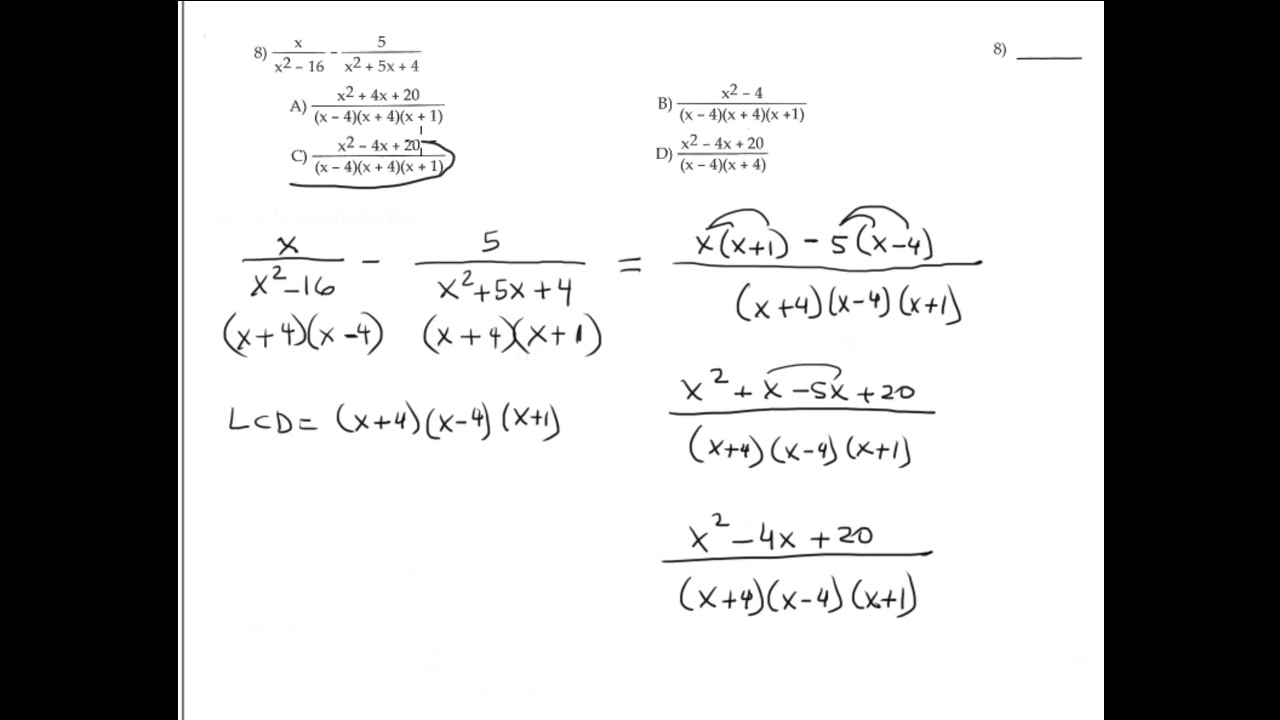 8) x/(x² − 16) − 5/(x² + 5x + 4) 8) ______
A) (x² + 4x + 20)/((x − 4)(x + 4)(x + 1)) B) (x² − 4)/((x − 4)(x + 4)(x +1))
C) (x² − 4x + 20)/((x − 4)(x + 4)(x + 1)) D) (x² − 4x + 20)/((x − 4)(x + 4))
x/(x²−16) − 5/(x²+5x+4) = (x(x+1) − 5(x−4))/((x+4)(x−4)(x+1))
(x+4)(x−4) (x+4)(x+1)
(x² + x − 5x + 20)/((x+4)(x−4)(x+1))
LCD = (x+4)(x−4)(x+1)
(x² − 4x + 20)/((x+4)(x−4)(x+1))